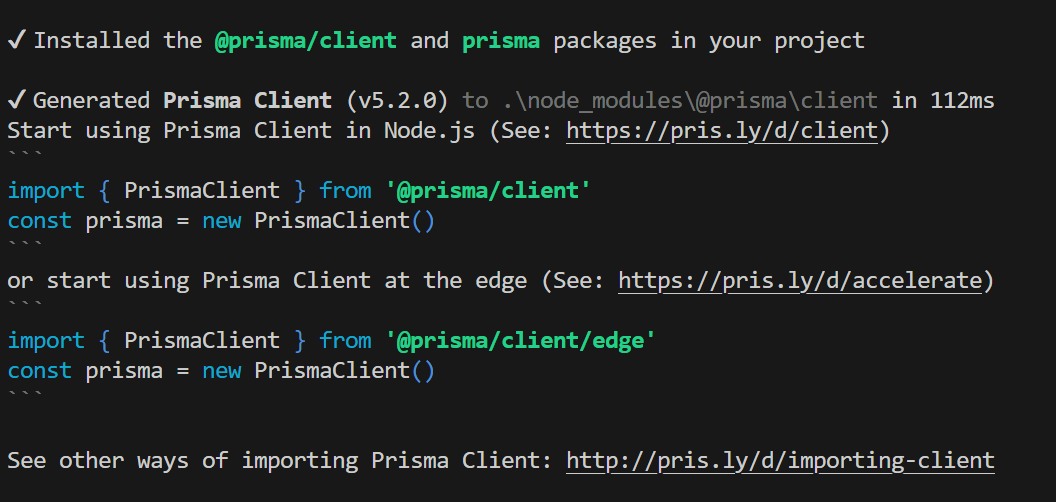 ✓ Installed the @prisma/client and prisma packages in your project
✓ Generated Prisma Client (v5.2.0) to .\node_modules\@prisma\client in 112ms
Start using Prisma Client in Node.js (See: https://pris.ly/d/client)
```
import { PrismaClient } from '@prisma/client'
const prisma = new PrismaClient()
```
or start using Prisma Client at the edge (See: https://pris.ly/d/accelerate)
```
import { PrismaClient } from '@prisma/client/edge'
const prisma = new PrismaClient()
```
See other ways of importing Prisma Client: http://pris.ly/d/importing-client